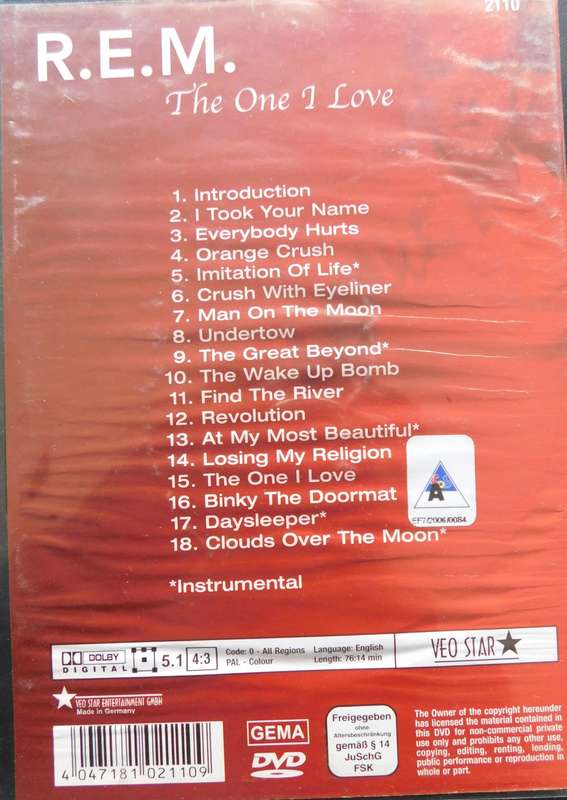 2110
R.E.M.
The One I Love
1. Introduction
2. I Took Your Name
3. Everybody Hurts
4. Orange Crush
5. Imitation Of Life*
6. Crush With Eyeliner
7. Man On The Moon
8. Undertow
9. The Great Beyond*
10. The Wake Up Bomb
11. Find The River
12. Revolution
13. At My Most Beautiful*
14. Losing My Religion
15. The One I Love
16. Binky The Doormat
17. Daysleeper*
18. Clouds Over The Moon*
A
EF7/2006/0084
*Instrumental
DOLBY
DIGITAL
5.1
4:3
Code: 0 - All Regions Language: English
PAL - Colour Length: 76:14 min
VEO STAR
VEO STAR ENTERTAINMENT GMBH
Made in Germany
4 047181 021109
GEMA
DVD
Freigegeben
ohne
Altersbeschränkung
gemäß § 14
JuSchG
FSK
The Owner of the copyright hereunder
has licensed the material contained in
this DVD for non-commercial private
use only and prohibits any other use,
copying, editing, renting, lending,
public performance or reproduction in
whole or part.